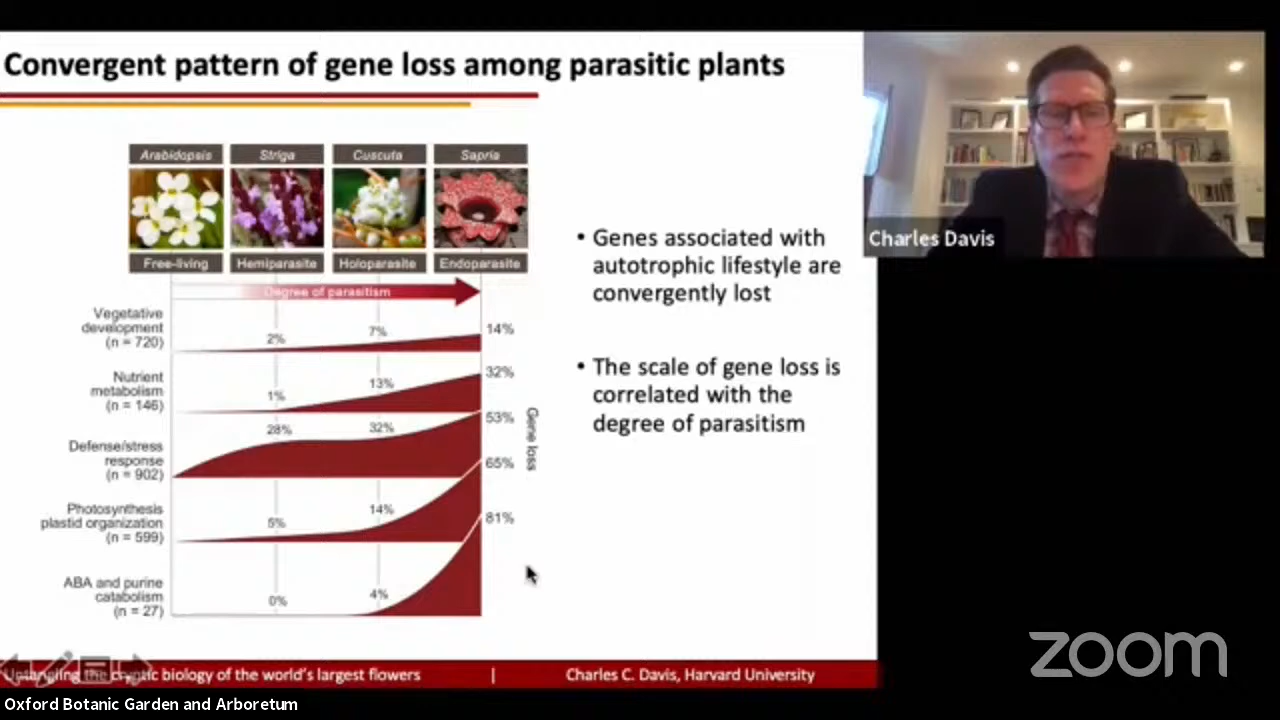 Convergent pattern of gene loss among parasitic plants
Arabidopsis
Striga
Cuscuta
Sapria
Free-living
Hemiparasite
Holoparasite
Endoparasite
Degree of parasitism
Vegetative
development
(n = 720)
2%
7%
14%
Nutrient
metabolism
(n = 146)
1%
13%
32%
Defense/stress
response
(n = 902)
28%
32%
53%
Photosynthesis
plastid organization
(n = 599)
5%
14%
65%
ABA and purine
catabolism
(n = 27)
0%
4%
81%
Gene loss
• Genes associated with
autotrophic lifestyle are
convergently lost
• The scale of gene loss is
correlated with the
degree of parasitism
Charles Davis
Untangling the cryptic biology of the world's largest flowers
|
Charles C. Davis, Harvard University
zoom
Oxford Botanic Garden and Arboretum